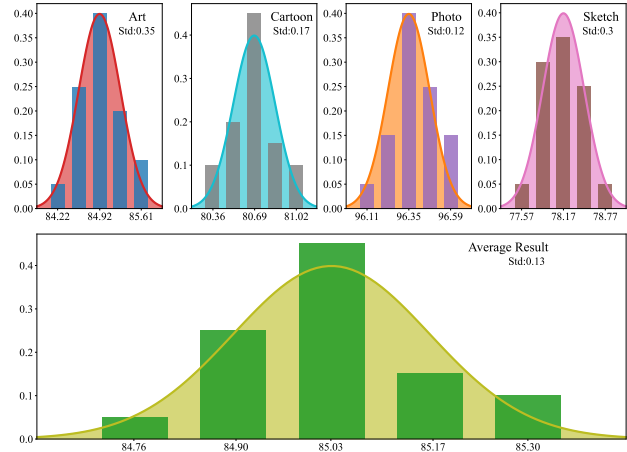 Art
Std:0.35
0.40
0.35
0.30
0.25
0.20
0.15
0.10
0.05
0.00
84.22 84.92 85.61
Cartoon
Std:0.17
0.4
0.3
0.2
0.1
0.0
80.36 80.69 81.02
Photo
Std:0.12
0.40
0.35
0.30
0.25
0.20
0.15
0.10
0.05
0.00
96.11 96.35 96.59
Sketch
Std:0.3
0.40
0.35
0.30
0.25
0.20
0.15
0.10
0.05
0.00
77.57 78.17 78.77
Average Result
Std:0.13
0.4
0.3
0.2
0.1
0.0
84.76 84.90 85.03 85.17 85.30